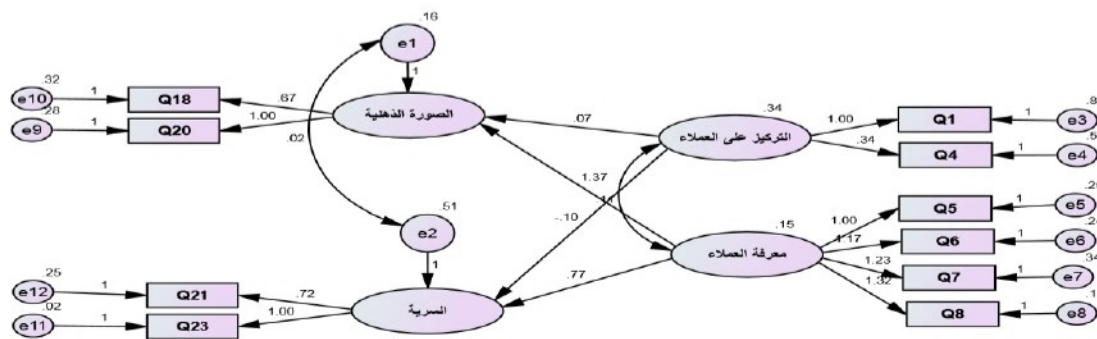 .16
e1
1
.32
e10
1
Q18
.67
.28
e9
1
Q20
1.00
الصورة الذهنية
.07
.34
التركيز على العملاء
1.00
Q1
1
e3
.34
Q4
1
e4
.02
1.37
-.10
.51
e2
1
.15
معرفة العملاء
1.00
Q5
1
e5
1.17
Q6
1
e6
1.23
Q7
1
.34
e7
1.32
Q8
1
e8
.77
.25
e12
1
Q21
.72
.02
e11
1
Q23
1.00
السرية